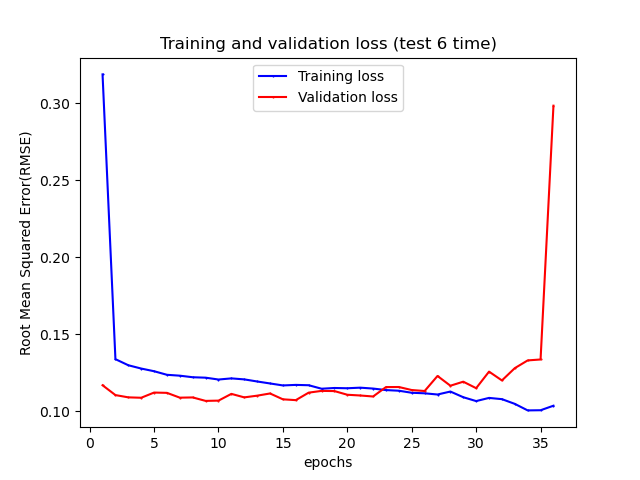 Training and validation loss (test 6 time)
Training loss
Validation loss
Root Mean Squared Error(RMSE)
0.30
0.25
0.20
0.15
0.10
0 5 10 15 20 25 30 35
epochs